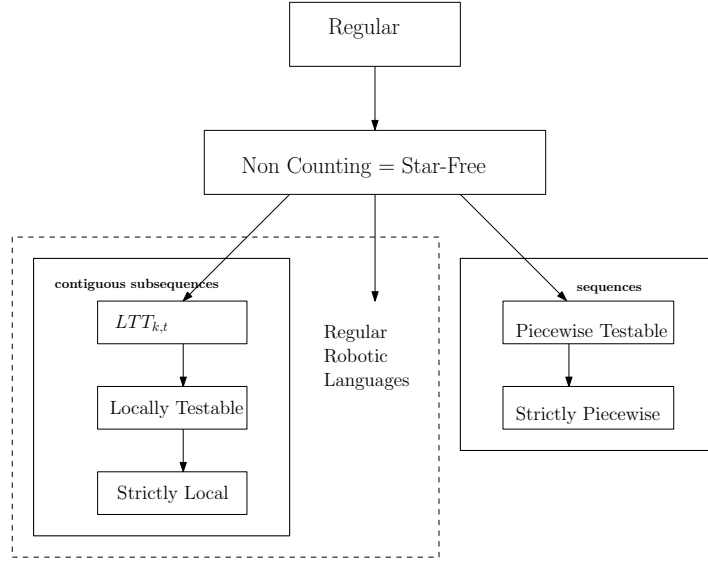 Regular
Non Counting = Star-Free
contiguous subsequences
LTT_{k,t}
Locally Testable
Strictly Local
Regular
Robotic
Languages
sequences
Piecewise Testable
Strictly Piecewise